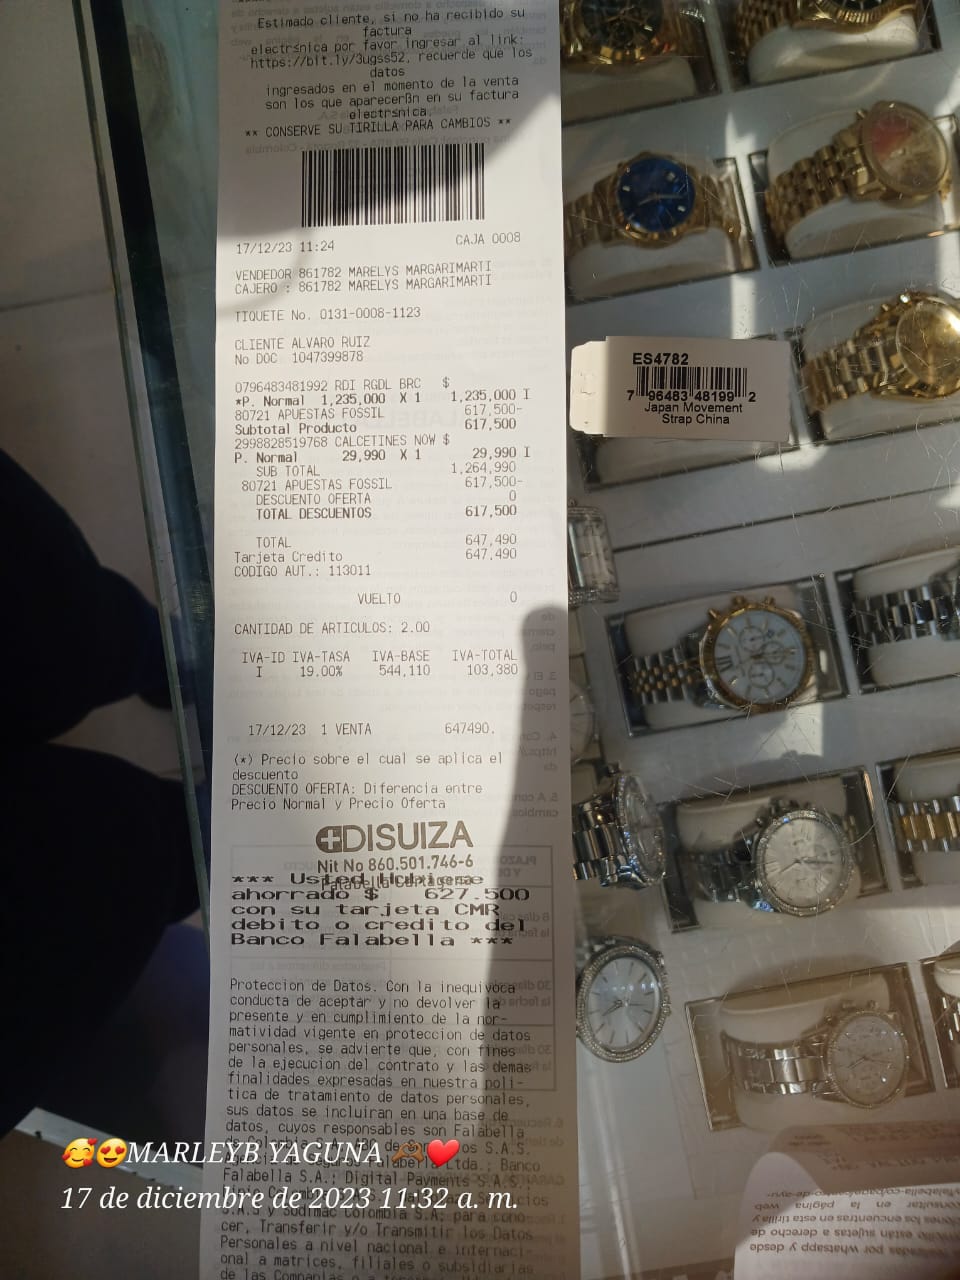 Estimado cliente, si no ha recibido su
factura
electrsnica por favor ingresar al link:
https://bit.ly/3ugss52, recuerde que los
datos
ingresados en el momento de la venta
son los que aparecerßn en su factura
electrsnica.
** CONSERVE SU TIRILLA PARA CAMBIOS **
17/12/23 11:24 CAJA 0008
VENDEDOR 861782 MARELYS MARGARIMARTI
CAJERO : 861782 MARELYS MARGARIMARTI
TIQUETE No. 0131-0008-1123
CLIENTE ALVARO RUIZ
No DOC 1047399878
0796483481992 RDI RGDL BRC $
*P. Normal 1,235,000 X 1 1,235,000 I
80721 APUESTAS FOSSIL 617,500-
Subtotal Producto 617,500
2998828519768 CALCETINES NOW $
P. Normal 29,990 X 1 29,990 I
SUB TOTAL 1,264,990
80721 APUESTAS FOSSIL 617,500-
DESCUENTO OFERTA 0
TOTAL DESCUENTOS 617,500
TOTAL 647,490
Tarjeta Credito 647,490
CODIGO AUT.: 113011
VUELTO 0
CANTIDAD DE ARTICULOS: 2.00
IVA-ID IVA-TASA IVA-BASE IVA-TOTAL
I 19.00% 544,110 103,380
17/12/23 1 VENTA 647490.
(*) Precio sobre el cual se aplica el
descuento
DESCUENTO OFERTA: Diferencia entre
Precio Normal y Precio Oferta
DISUIZA
Nit No 860.501.746-6
Falabella Cartagena
*** Usted Hubiese
ahorrado $ 627.500
con su tarjeta CMR
debito o credito del
Banco Falabella ***
Proteccion de Datos. Con la inequivoca
conducta de aceptar y no devolver la
presente y en cumplimiento de la nor-
matividad vigente en proteccion de datos
personales, se advierte que, con fines
de la ejecucion del contrato y las demas
finalidades expresadas en nuestra poli-
tica de tratamiento de datos personales,
sus datos se incluiran en una base de
datos, cuyos responsables son Falabella
de Colombia S.A. S.A.S.
Falabella Ltda.; Banco
Falabella S.A.; Digital Payments S.A.S.
S.A.S y Sodimac Colombia S.A; para cono
cer, Transferir y/o Transmitir los Datos
Personales a nivel nacional e internaci-
onal a matrices, filiales o subsidiarias
de las Companias
ES4782
7 96483 48199 2
Japan Movement
Strap China
🥰😍MARLEYB YAGUNA 🫶🏾❤️
17 de diciembre de 2023 11:32 a. m.